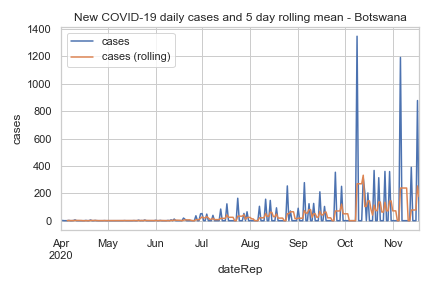 New COVID-19 daily cases and 5 day rolling mean - Botswana
cases
cases (rolling)
1400
1200
1000
800
600
400
200
0
cases
Apr May Jun Jul Aug Sep Oct Nov
2020
dateRep